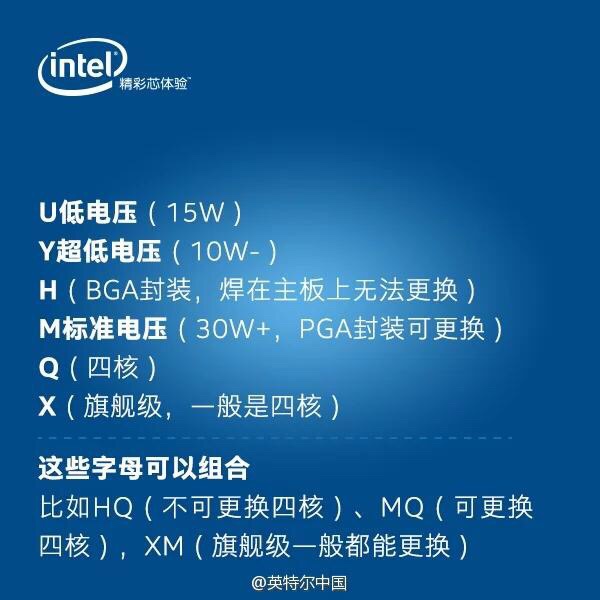 intel
精彩芯体验™
U低电压（15W）
Y超低电压（10W-）
H（BGA封装，焊在主板上无法更换）
M标准电压（30W+，PGA封装可更换）
Q（四核）
X（旗舰级，一般是四核）
这些字母可以组合
比如HQ（不可更换四核）、MQ（可更换
四核），XM（旗舰级一般都能更换）
@英特尔中国